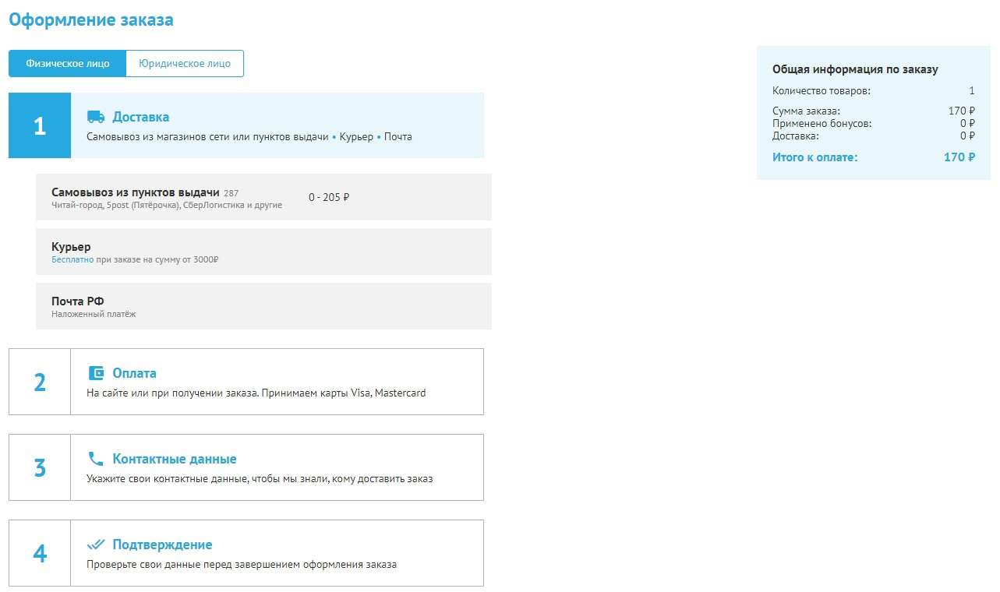 Оформление заказа
Физическое лицо
Юридическое лицо
1
Доставка
Самовывоз из магазинов сети или пунктов выдачи • Курьер • Почта
Самовывоз из пунктов выдачи 287
Читай-город, 5post (Пятёрочка), СберЛогистика и другие
0 - 205 ₽
Курьер
Бесплатно при заказе на сумму от 3000₽
Почта РФ
Наложенный платёж
2
Оплата
На сайте или при получении заказа. Принимаем карты Visa, Mastercard
3
Контактные данные
Укажите свои контактные данные, чтобы мы знали, кому доставить заказ
4
Подтверждение
Проверьте свои данные перед завершением оформления заказа
Общая информация по заказу
Количество товаров: 1
Сумма заказа: 170 ₽
Применено бонусов: 0 ₽
Доставка: 0 ₽
Итого к оплате: 170 ₽